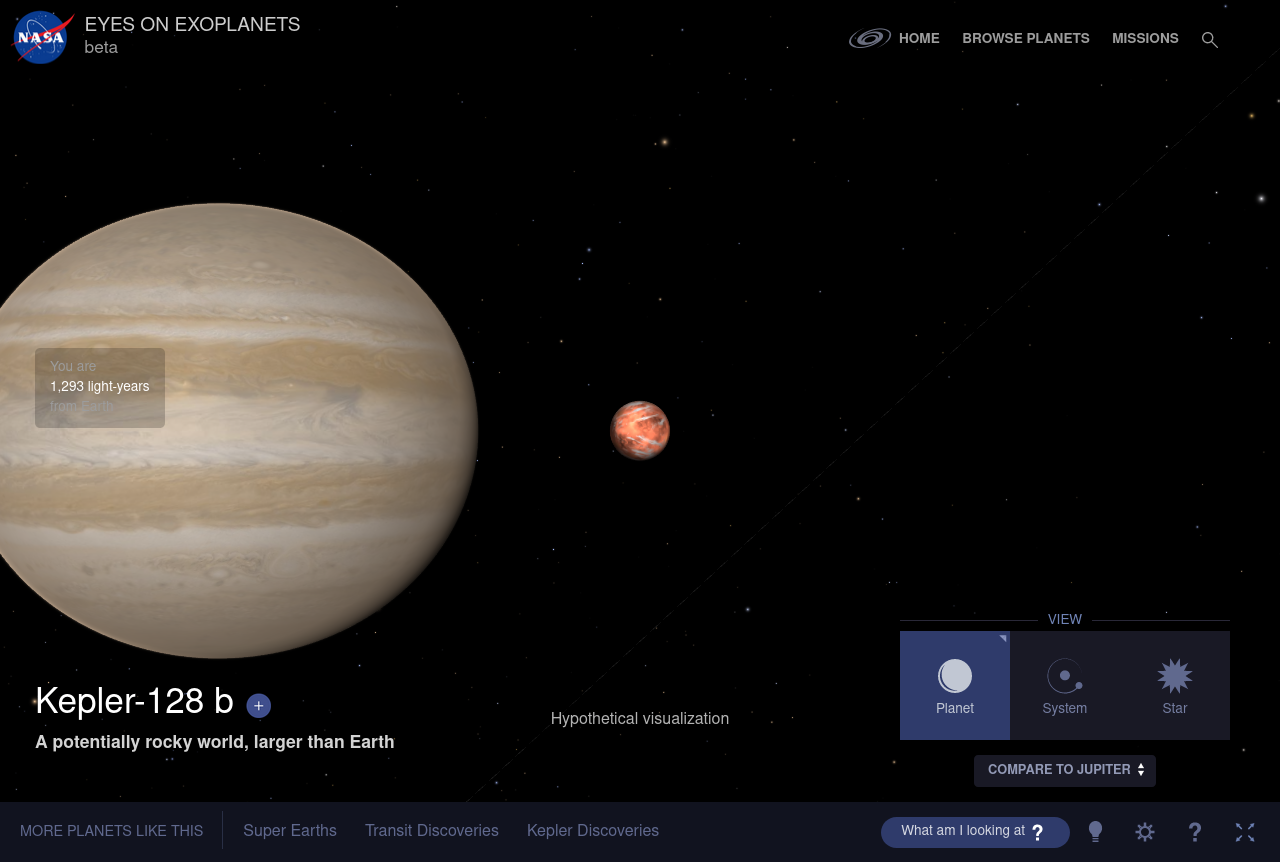 NASA
EYES ON EXOPLANETS
beta
HOME
BROWSE PLANETS
MISSIONS
You are
1,293 light-years
from Earth
Kepler-128 b +
A potentially rocky world, larger than Earth
Hypothetical visualization
VIEW
Planet
System
Star
COMPARE TO JUPITER
MORE PLANETS LIKE THIS
Super Earths
Transit Discoveries
Kepler Discoveries
What am I looking at ?
?